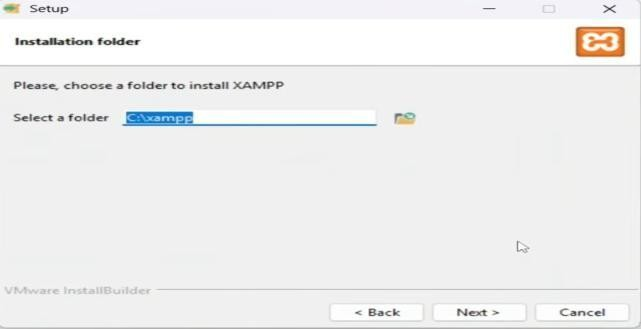 Setup
Installation folder
Please, choose a folder to install XAMPP
Select a folder C:\xampp
VMware InstallBuilder
< Back Next > Cancel